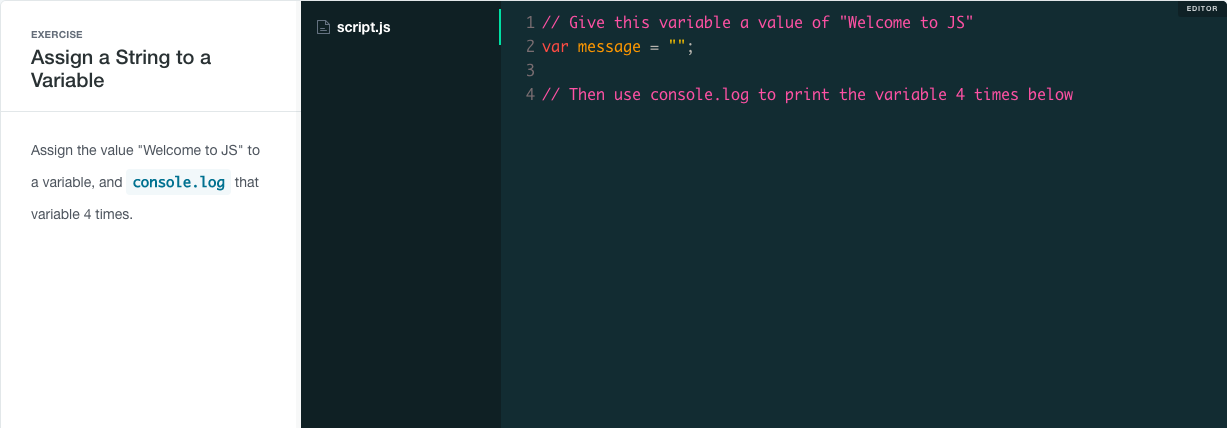 EXERCISE
Assign a String to a
Variable
Assign the value "Welcome to JS" to
a variable, and console.log that
variable 4 times.
script.js
EDITOR
1 // Give this variable a value of "Welcome to JS"
2 var message = "";
3
4 // Then use console.log to print the variable 4 times below